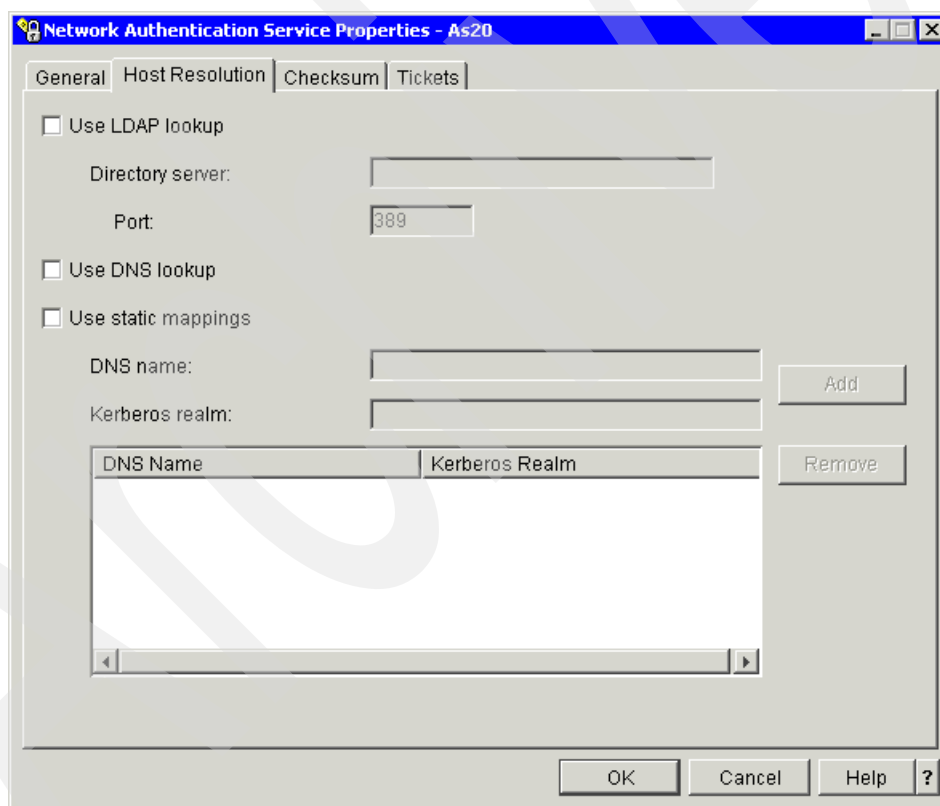 Network Authentication Service Properties - As20
General Host Resolution Checksum Tickets
Use LDAP lookup
Directory server:
Port: 389
Use DNS lookup
Use static mappings
DNS name:
Add
Kerberos realm:
DNS Name Kerberos Realm
Remove
OK Cancel Help ?